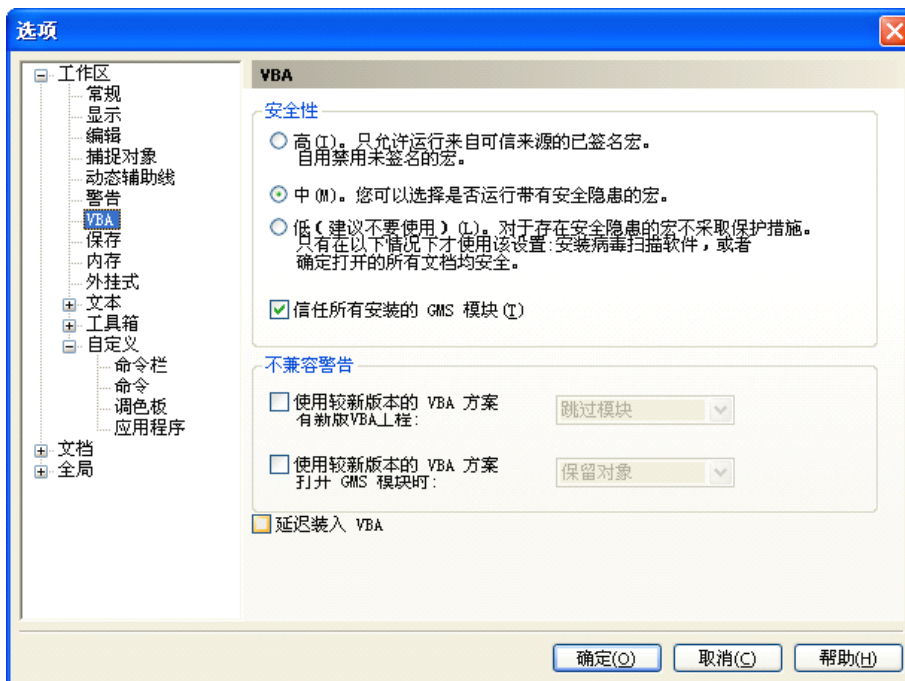 选项
工作区
常规
显示
编辑
捕捉对象
动态辅助线
警告
VBA
保存
内存
外挂式
文本
工具箱
自定义
命令栏
命令
调色板
应用程序
文档
全局
VBA
安全性
高(I)。只允许运行来自可信来源的已签名宏。
自用禁用未签名的宏。
中(M)。您可以选择是否运行带有安全隐患的宏。
低(建议不要使用)(L)。对于存在安全隐患的宏不采取保护措施。
只有在以下情况下才使用该设置:安装病毒扫描软件,或者
确定打开的所有文档均安全。
信任所有安装的 GMS 模块(T)
不兼容警告
使用较新版本的 VBA 方案
有新版VBA工程:
跳过模块
使用较新版本的 VBA 方案
打开 GMS 模块时:
保留对象
延迟装入 VBA
确定(O)
取消(C)
帮助(H)